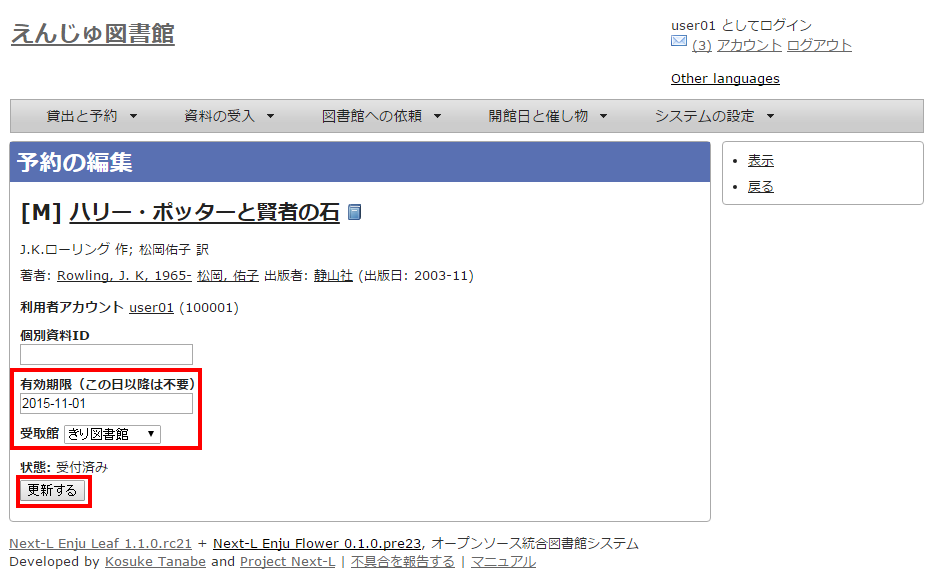 えんじゅ図書館
user01 としてログイン
(3) アカウント ログアウト
Other languages
貸出と予約 ▼ 資料の受入 ▼ 図書館への依頼 ▼ 開館日と催し物 ▼ システムの設定 ▼
予約の編集
[M] ハリー・ポッターと賢者の石
J.K.ローリング 作; 松岡佑子 訳
著者: Rowling, J. K, 1965- 松岡, 佑子 出版者: 静山社 (出版日: 2003-11)
利用者アカウント user01 (100001)
個別資料ID
有効期限（この日以降は不要）
2015-11-01
受取館 きり図書館 ▼
状態: 受付済み
更新する
• 表示
• 戻る
Next-L Enju Leaf 1.1.0.rc21 + Next-L Enju Flower 0.1.0.pre23, オープンソース統合図書館システム
Developed by Kosuke Tanabe and Project Next-L | 不具合を報告する | マニュアル